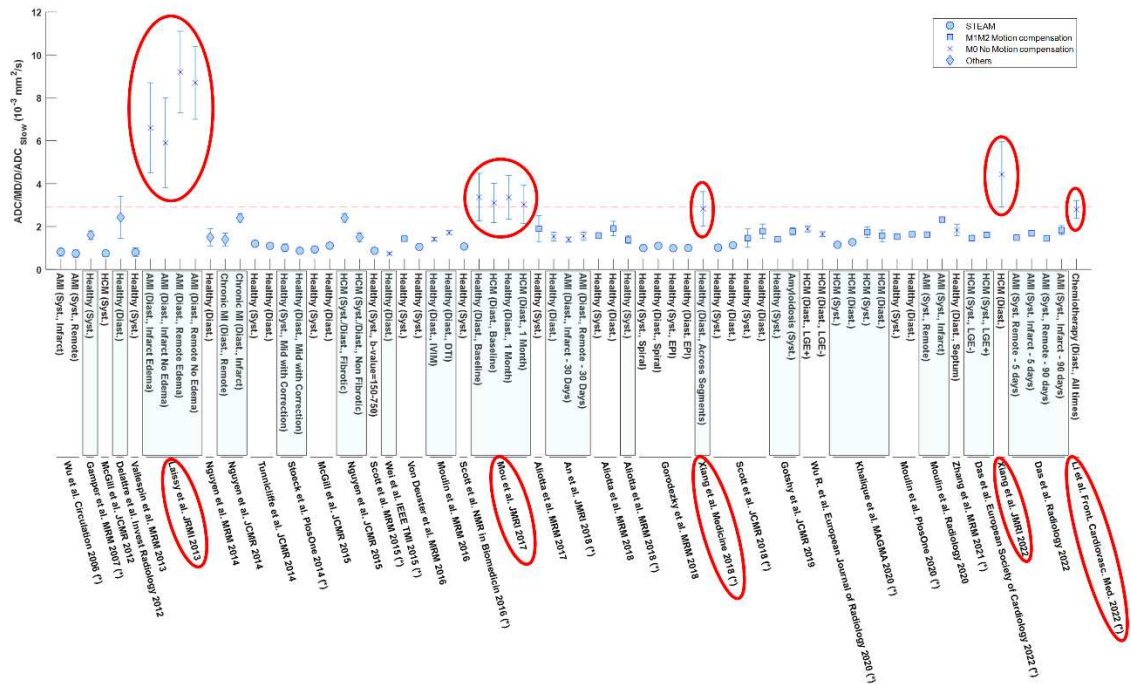 12
10
8
6
4
2
0
ADC/MD/D/ADC Slow (10-3 mm2/s)
STEAM
M1M2 Motion compensation
M0 No Motion compensation
Others
AMI (Syst., Infarct)
AMI (Syst., Remote)
Healthy (Syst.)
HCM (Syst.)
Healthy (Diast.)
Healthy (Syst.)
AMI (Diast., Infarct Edema)
AMI (Diast., Infarct No Edema)
AMI (Diast., Remote Edema)
AMI (Diast., Remote No Edema)
Healthy (Diast.)
Chronic MI (Diast., Remote)
Chronic MI (Diast., Infarct)
Healthy (Syst.)
Healthy (Diast.)
Healthy (Syst., Mid with Correction)
Healthy (Diast., Mid with Correction)
Healthy (Syst.)
Healthy (Diast.)
HCM (Syst./Diast., Fibrotic)
HCM (Syst./Diast., Non Fibrotic)
Healthy (Syst., b-value=150-750)
Healthy (Syst.)
Healthy (Syst.)
Healthy (Syst.)
Healthy (Diast., IVIM)
Healthy (Diast., DTI)
Healthy (Syst.)
Healthy (Diast., Baseline)
HCM (Diast., Baseline)
Healthy (Diast., 1 Month)
HCM (Diast., 1 Month)
Healthy (Diast.)
Healthy (Diast.)
AMI (Diast., Infarct - 30 Days)
AMI (Diast., Remote - 30 Days)
Healthy (Syst.)
Healthy (Diast.)
Healthy (Syst.)
Healthy (Syst., Spiral)
Healthy (Diast., Spiral)
Healthy (Syst., EPI)
Healthy (Diast., EPI)
Healthy (Diast., Across Segments)
Healthy (Syst.)
Healthy (Diast.)
HCM (Syst.)
HCM (Diast.)
Healthy (Syst.)
Amyloidosis (Syst.)
HCM (Diast., LGE+)
HCM (Diast., LGE-)
Healthy (Syst.)
Healthy (Diast.)
HCM (Syst.)
HCM (Diast.)
Healthy (Syst.)
Healthy (Syst.)
AMI (Syst., Remote)
AMI (Syst., Infarct)
Healthy (Diast., Septum)
HCM (Syst., LGE-)
HCM (Syst., LGE+)
HCM (Diast.)
AMI (Syst. Remote - 5 days)
AMI (Syst., Infarct - 5 days)
AMI (Syst., Remote - 90 days)
AMI (Syst., Infarct - 90 days)
Chemiotherapy (Diast., All times)
Wu et al. Circulation 2006 (*)
Gamper et al. MRM 2007 (*)
McGill et al. JCMR 2012
Delattre et al. Invest Radiology 2012
Vallespin et al. MRM 2013
Laissy et al. JRMI 2013
Nguyen et al. MRM 2014
Nguyen et al. JCMR 2014
Tunnicliffe et al. JCMR 2014
Stoeck et al. PlosOne 2014 (*)
McGill et al. JCMR 2015
Nguyen et al. JCMR 2015
Scott et al. MRM 2015 (*)
Wei et al. IEEE TMI 2015 (*)
Von Deuster et al. MRM 2016
Moulin et al. MRM 2016
Scott et al. NMR in Biomedicin 2016 (*)
Mou et al. JMRI 2017
Aliotta et al. MRM 2017
An et al. JMRI 2018 (*)
Aliotta et al. MRM 2018
Aliotta et al. MRM 2018 (*)
Gorodezky et al. MRM 2018
Xiang et al. Medicine 2018 (*)
Scott et al. JCMR 2018 (*)
Gotschy et al. JCMR 2019
Wu R. et al. European Journal of Radiology 2020 (*)
Khalique et al. MAGMA 2020 (*)
Moulin et al. PlosOne 2020 (*)
Moulin et al. Radiology 2020
Zhang et al. MRM 2021 (*)
Das et al. European Society of Cardiology 2022 (*)
Xiang et al. JMRI 2022
Das et al. Radiology 2022
Li et al. Front. Cardiovasc. Med. 2022 (*)